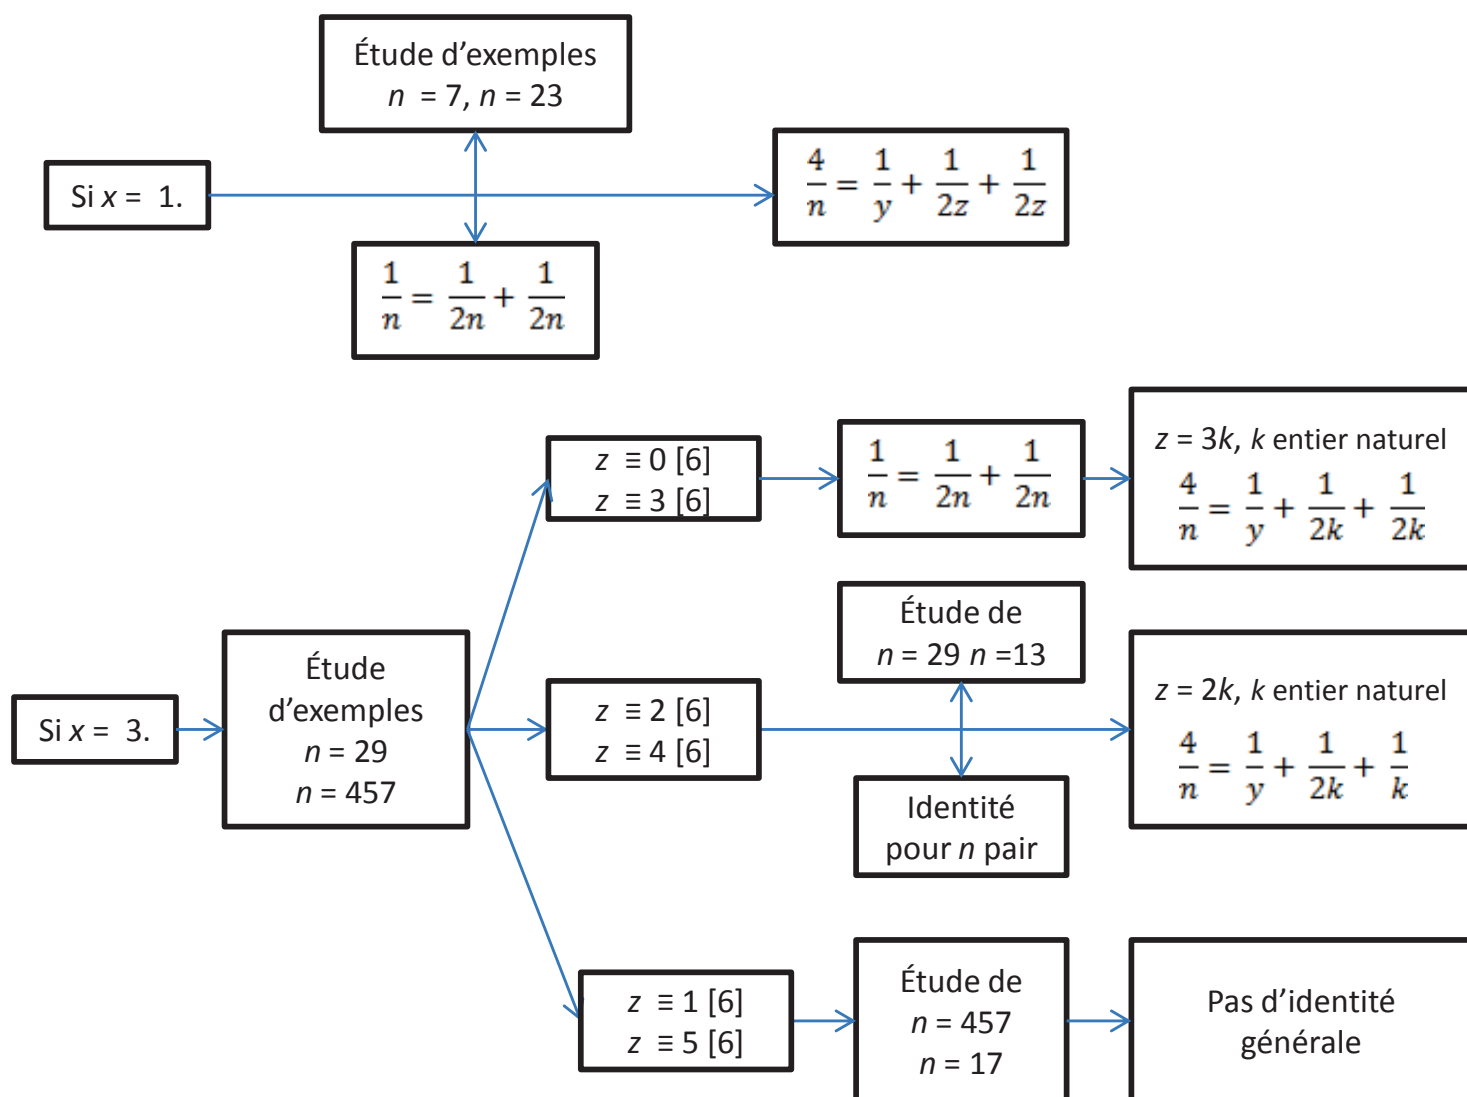 Étude d’exemples
n = 7, n = 23
Si x = 1.
4/n = 1/y + 1/2z + 1/2z
1/n = 1/2n + 1/2n
z ≡ 0 [6]
z ≡ 3 [6]
1/n = 1/2n + 1/2n
z = 3k, k entier naturel
4/n = 1/y + 1/2k + 1/2k
Si x = 3.
Étude
d’exemples
n = 29
n = 457
z ≡ 2 [6]
z ≡ 4 [6]
Étude de
n = 29 n =13
Identité
pour n pair
z = 2k, k entier naturel
4/n = 1/y + 1/2k + 1/k
z ≡ 1 [6]
z ≡ 5 [6]
Étude de
n = 457
n = 17
Pas d’identité
générale